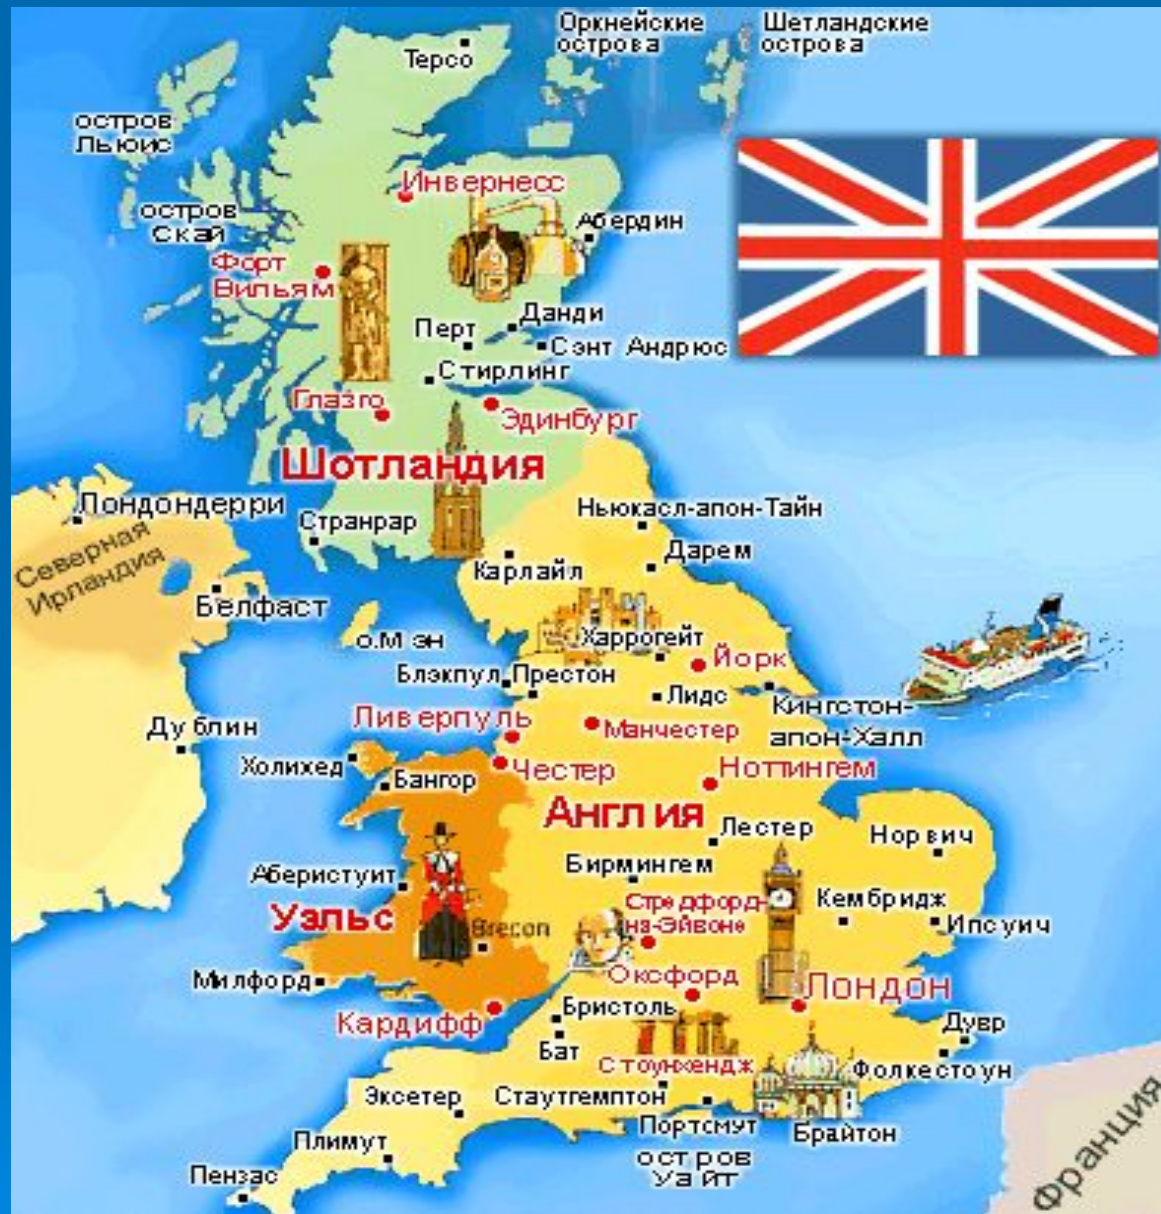 Оркнейские
острова
Шетландские
острова
Терсо
остров
Льюис
Инвернесс
остров
Скай
Абердин
Форт
Вильям
Данди
Перт
Сэнт Андрюс
Стирлинг
Глазго
Эдинбург
Шотландия
Лондондерри
Ньюкасл-апон-Тайн
Странрар
Северная
Ирландия
Дарем
Карлайл
Белфаст
о.Мэн
Харрогейт
Йорк
Блэкпул
Престон
Лидс
Кингстон-
апон-Халл
Ливерпуль
Манчестер
Дублин
Холихед
Честер
Ноттингем
Бангор
Англия
Лестер
Норвич
Бирмингем
Аберистуит
Стредфорд-
на-Эйвоне
Кембридж
Ипсуич
Уэльс
Brecon
Милфорд
Оксфорд
Лондон
Бристоль
Кардифф
Дувр
Бат
Стоунхендж
Фолкестоун
Эксетер
Стаутгемптон
Портсмут
Брайтон
Плимут
остров
Уайт
Пензас
Франция